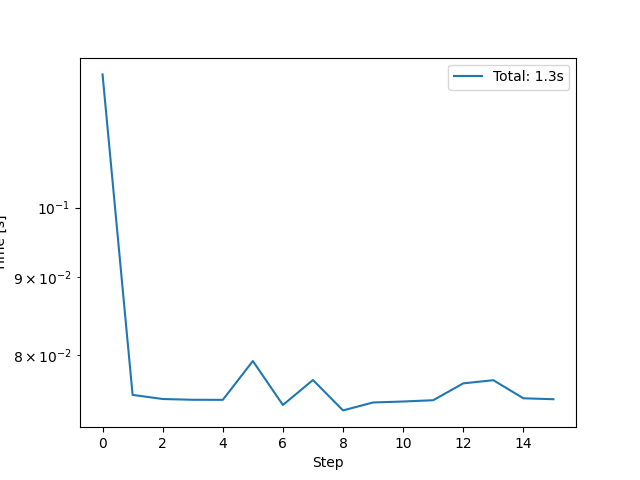 Total: 1.3s
Time [s]
10⁻¹
9 × 10⁻²
8 × 10⁻²
0 2 4 6 8 10 12 14
Step